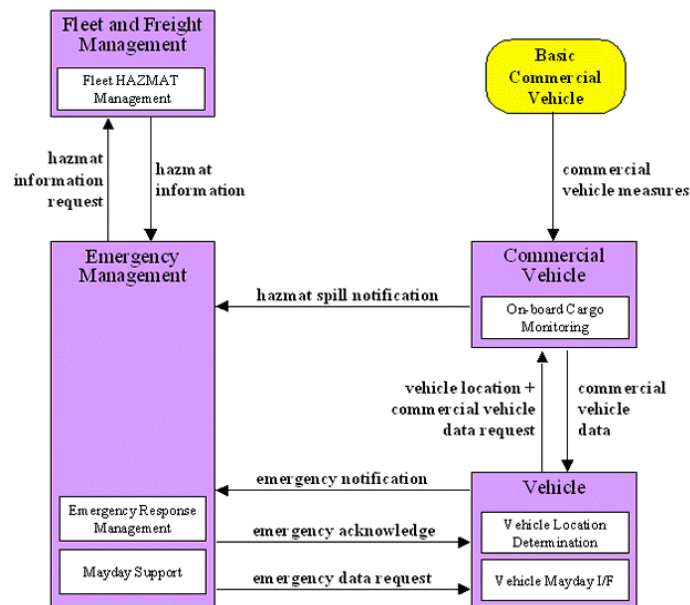 Fleet and Freight
Management
Fleet HAZMAT
Management
Basic
Commercial
Vehicle
hazmat
information
request
hazmat
information
commercial
vehicle measures
Emergency
Management
Commercial
Vehicle
hazmat spill notification
On-board Cargo
Monitoring
vehicle location +
commercial vehicle
data request
commercial
vehicle
data
emergency notification
Vehicle
Emergency Response
Management
emergency acknowledge
Vehicle Location
Determination
Mayday Support
emergency data request
Vehicle Mayday I/F